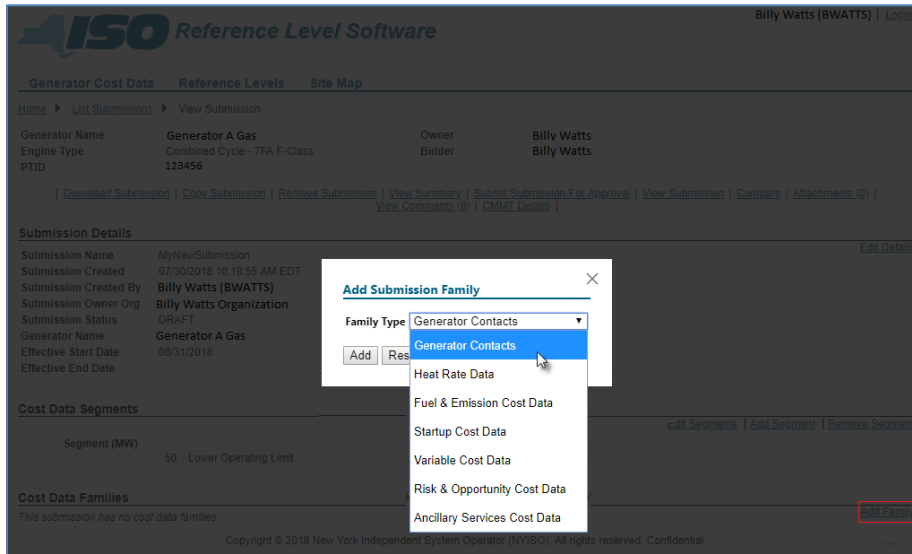 Billy Watts (BWATTS) | Logout
ISO Reference Level Software
Generator Cost Data Reference Levels Site Map
Home ▶ List Submissions ▶ View Submission
Generator Name Generator A Gas Owner Billy Watts
Engine Type Combined Cycle - 7FA F-Class Bidder Billy Watts
PTID 123456
[ Download Submission | Copy Submission | Remove Submission | View Summary | Submit Submission For Approval | View Submission | Compare | Attachments (0) |
View Comments (0) | CMMT Details ]
Submission Details
Edit Details
Submission Name MyNewSubmission
Submission Created 07/30/2018 10:19:55 AM EDT
Submission Created By Billy Watts (BWATTS)
Submission Owner Org Billy Watts Organization
Submission Status DRAFT
Generator Name Generator A Gas
Effective Start Date 08/31/2018
Effective End Date
Add Submission Family
Family Type Generator Contacts
Add Res
Generator Contacts
Heat Rate Data
Fuel & Emission Cost Data
Startup Cost Data
Variable Cost Data
Risk & Opportunity Cost Data
Ancillary Services Cost Data
Cost Data Segments
Edit Segments | Add Segment | Remove Segment
Segment (MW)
50 Lower Operating Limit
Cost Data Families
This submission has no cost data families.
Add Family
Copyright © 2018 New York Independent System Operator (NYISO). All rights reserved. Confidential.